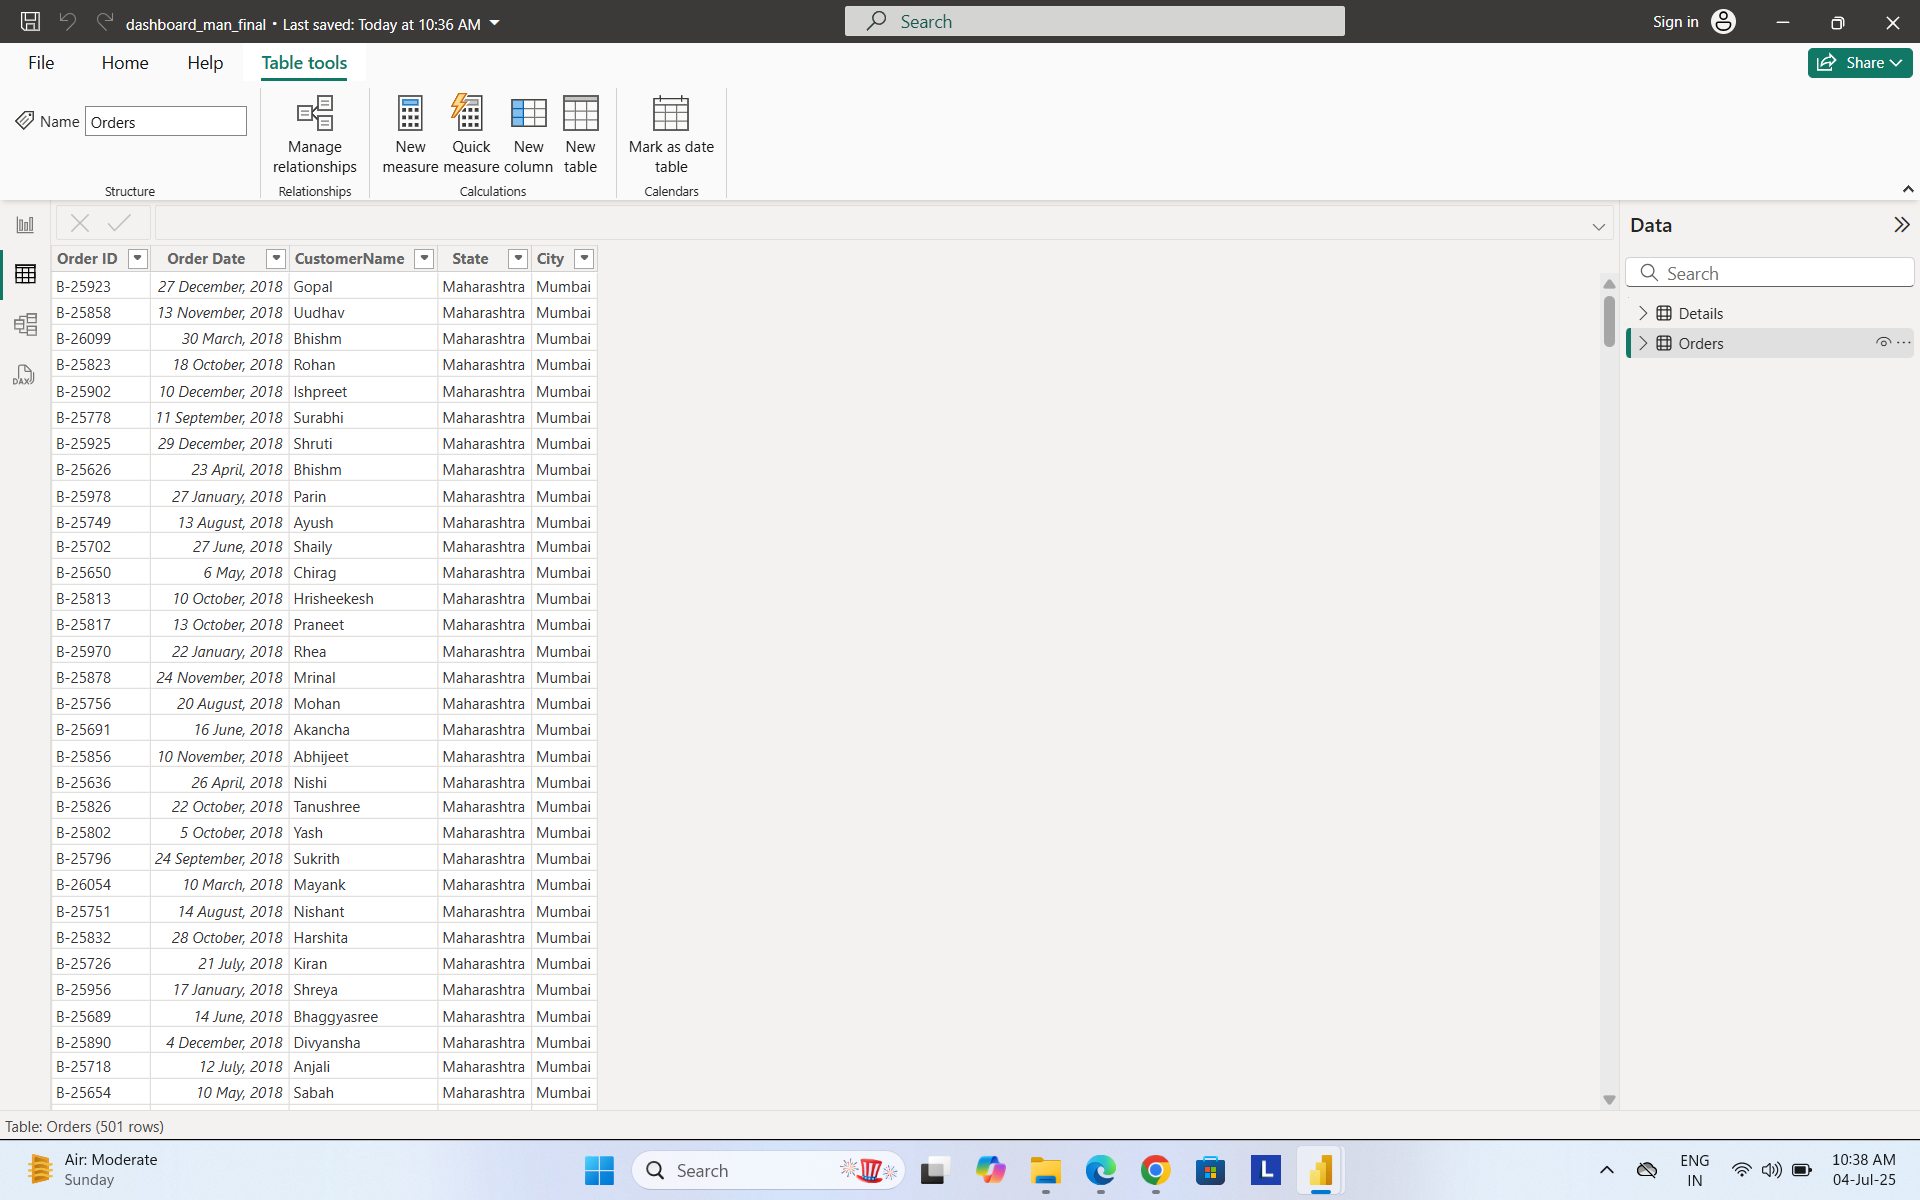 dashboard_man_final • Last saved: Today at 10:36 AM
Search
Sign in
File Home Help Table tools
Share
Name Orders
Structure
Manage relationships
Relationships
New measure
Quick measure
New column
New table
Calculations
Mark as date table
Calendars
Order ID Order Date CustomerName State City
B-25923 27 December, 2018 Gopal Maharashtra Mumbai
B-25858 13 November, 2018 Uudhav Maharashtra Mumbai
B-26099 30 March, 2018 Bhishm Maharashtra Mumbai
B-25823 18 October, 2018 Rohan Maharashtra Mumbai
B-25902 10 December, 2018 Ishpreet Maharashtra Mumbai
B-25778 11 September, 2018 Surabhi Maharashtra Mumbai
B-25925 29 December, 2018 Shruti Maharashtra Mumbai
B-25626 23 April, 2018 Bhishm Maharashtra Mumbai
B-25978 27 January, 2018 Parin Maharashtra Mumbai
B-25749 13 August, 2018 Ayush Maharashtra Mumbai
B-25702 27 June, 2018 Shaily Maharashtra Mumbai
B-25650 6 May, 2018 Chirag Maharashtra Mumbai
B-25813 10 October, 2018 Hrisheekesh Maharashtra Mumbai
B-25817 13 October, 2018 Praneet Maharashtra Mumbai
B-25970 22 January, 2018 Rhea Maharashtra Mumbai
B-25878 24 November, 2018 Mrinal Maharashtra Mumbai
B-25756 20 August, 2018 Mohan Maharashtra Mumbai
B-25691 16 June, 2018 Akancha Maharashtra Mumbai
B-25856 10 November, 2018 Abhijeet Maharashtra Mumbai
B-25636 26 April, 2018 Nishi Maharashtra Mumbai
B-25826 22 October, 2018 Tanushree Maharashtra Mumbai
B-25802 5 October, 2018 Yash Maharashtra Mumbai
B-25796 24 September, 2018 Sukrith Maharashtra Mumbai
B-26054 10 March, 2018 Mayank Maharashtra Mumbai
B-25751 14 August, 2018 Nishant Maharashtra Mumbai
B-25832 28 October, 2018 Harshita Maharashtra Mumbai
B-25726 21 July, 2018 Kiran Maharashtra Mumbai
B-25956 17 January, 2018 Shreya Maharashtra Mumbai
B-25689 14 June, 2018 Bhaggyasree Maharashtra Mumbai
B-25890 4 December, 2018 Divyansha Maharashtra Mumbai
B-25718 12 July, 2018 Anjali Maharashtra Mumbai
B-25654 10 May, 2018 Sabah Maharashtra Mumbai
Data
Search
Details
Orders
DAX
Table: Orders (501 rows)
Air: Moderate
Sunday
Search
L
ENG
IN
10:38 AM
04-Jul-25